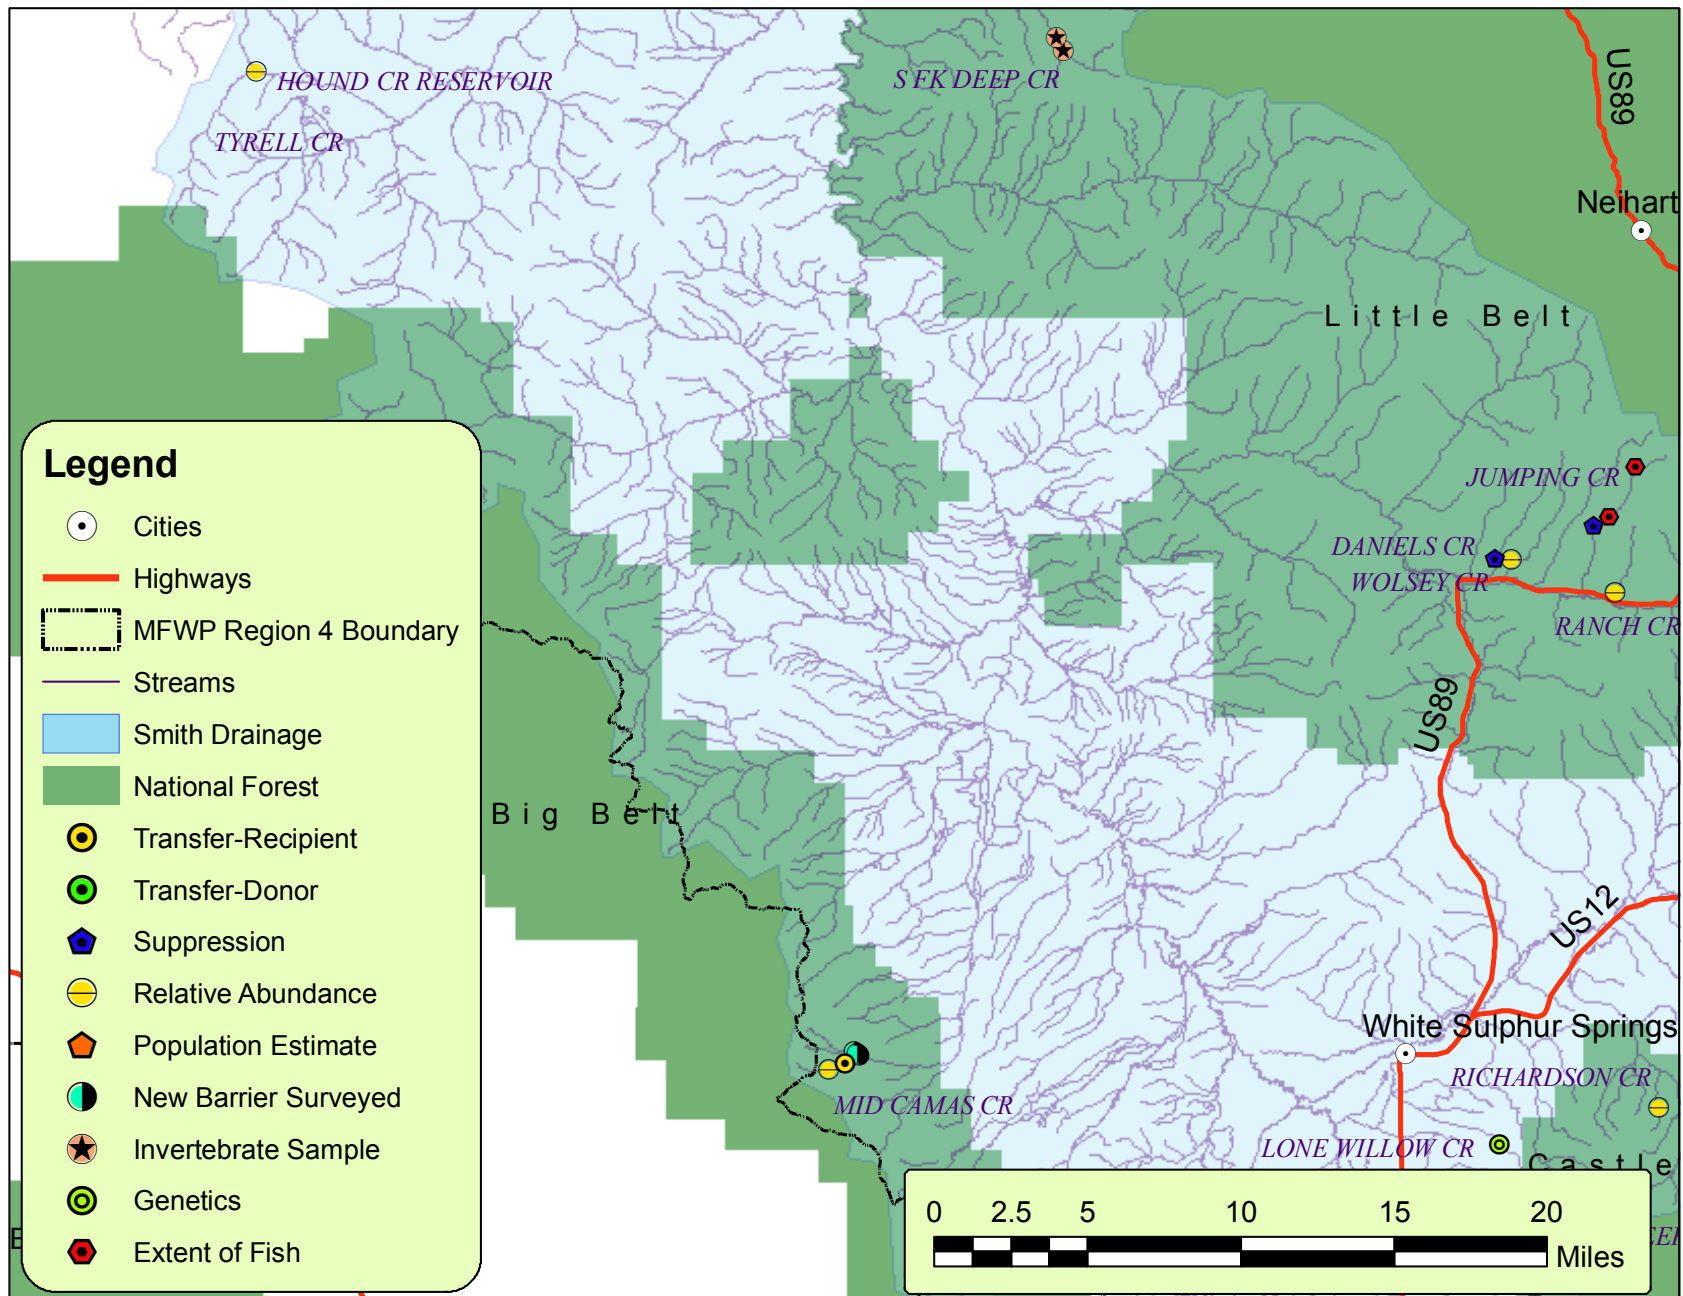 HOUND CR RESERVOIR
TYRELL CR
S FK DEEP CR
US89
Neihart
Little Belt
JUMPING CR
DANIELS CR
WOLSEY CR
RANCH CR
US89
Big Belt
US12
White Sulphur Springs
RICHARDSON CR
MID CAMAS CR
LONE WILLOW CR
Castle
Legend
Cities
Highways
MFWP Region 4 Boundary
Streams
Smith Drainage
National Forest
Transfer-Recipient
Transfer-Donor
Suppression
Relative Abundance
Population Estimate
New Barrier Surveyed
Invertebrate Sample
Genetics
Extent of Fish
0 2.5 5 10 15 20
Miles